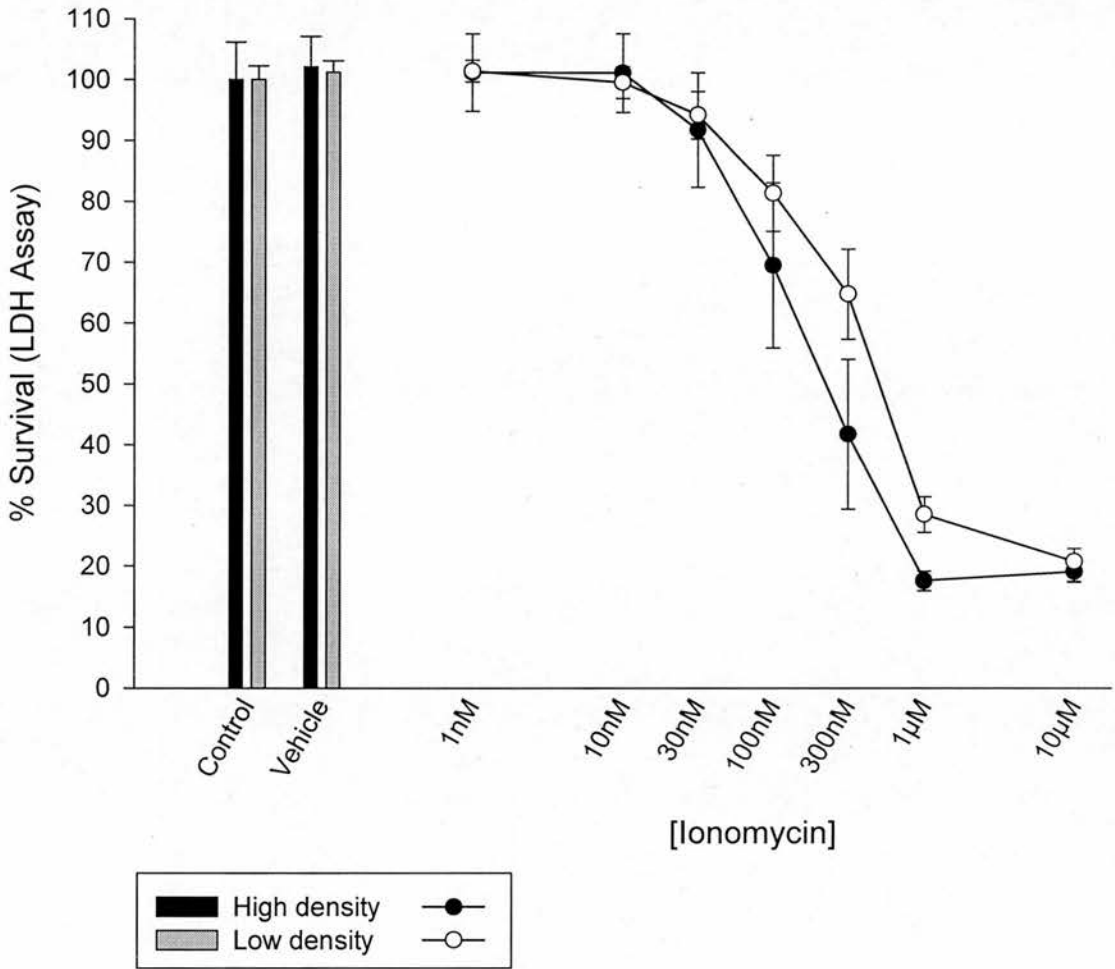 % Survival (LDH Assay)
110
100
90
80
70
60
50
40
30
20
10
0
Control
Vehicle
1nM
10nM
30nM
100nM
300nM
1µM
10µM
[Ionomycin]
High density
Low density